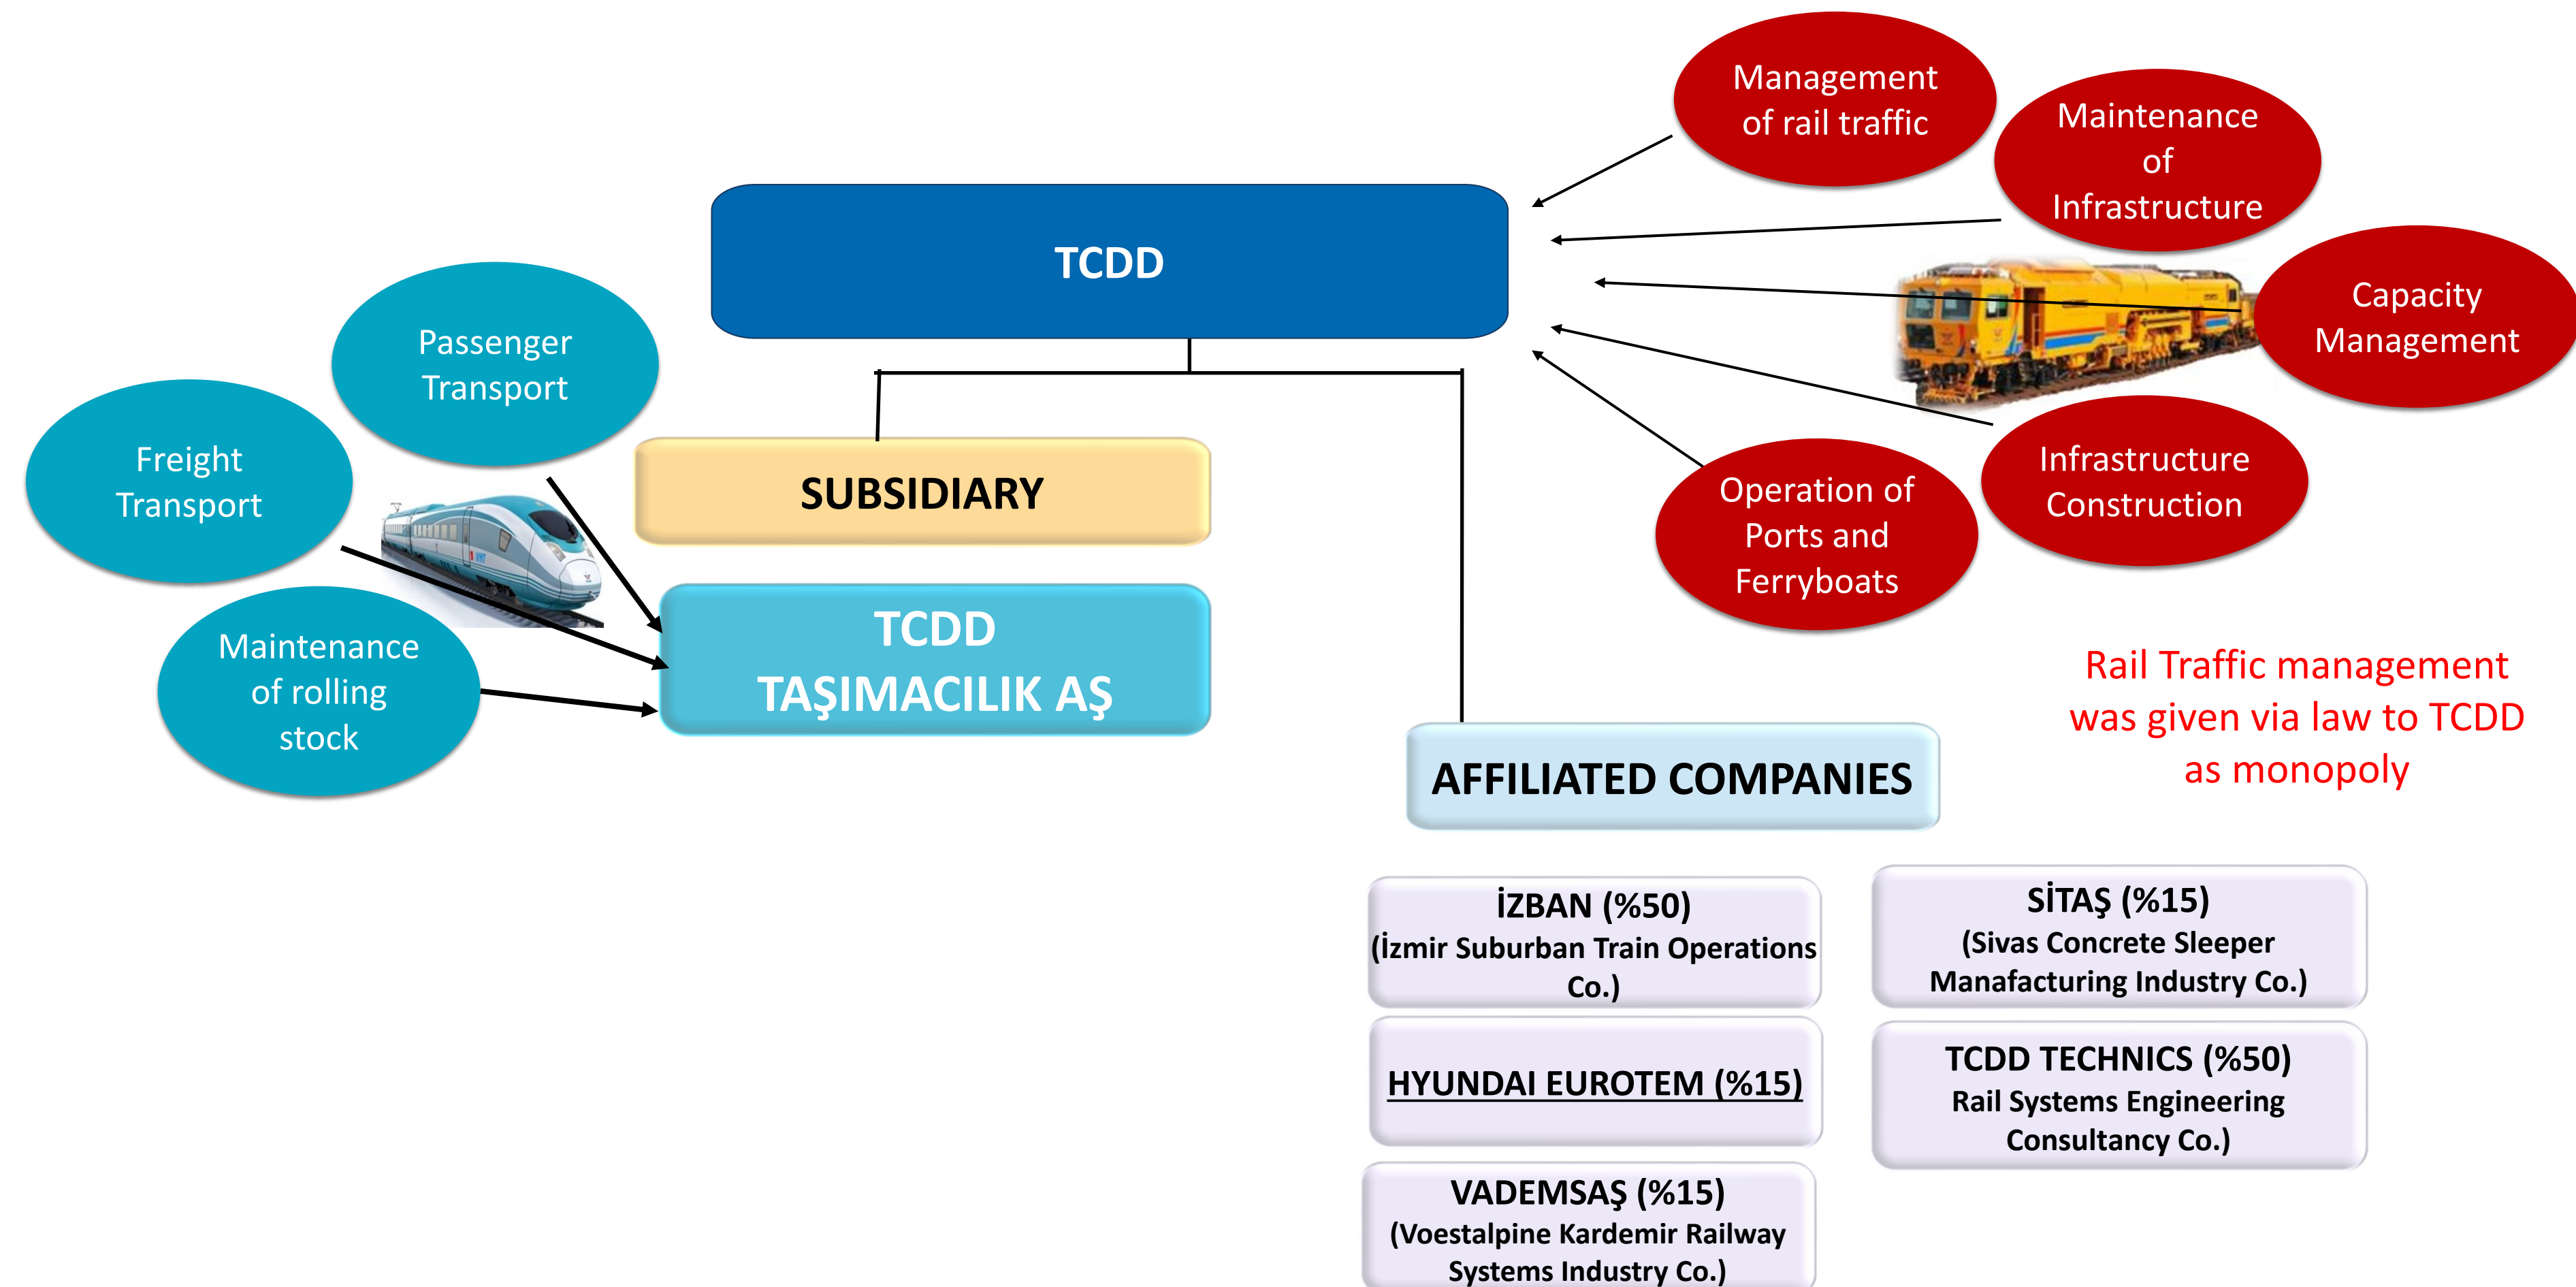 Management
of rail traffic
Maintenance
of
Infrastructure
TCDD
Capacity
Management
Passenger
Transport
Freight
Transport
SUBSIDIARY
Infrastructure
Construction
Operation of
Ports and
Ferryboats
Maintenance
of rolling
stock
TCDD
TAŞIMACILIK AŞ
Rail Traffic management
was given via law to TCDD
as monopoly
AFFILIATED COMPANIES
İZBAN (%50)
(İzmir Suburban Train Operations
Co.)
SİTAŞ (%15)
(Sivas Concrete Sleeper
Manafacturing Industry Co.)
HYUNDAI EUROTEM (%15)
TCDD TECHNICS (%50)
Rail Systems Engineering
Consultancy Co.)
VADEMSAŞ (%15)
(Voestalpine Kardemir Railway
Systems Industry Co.)